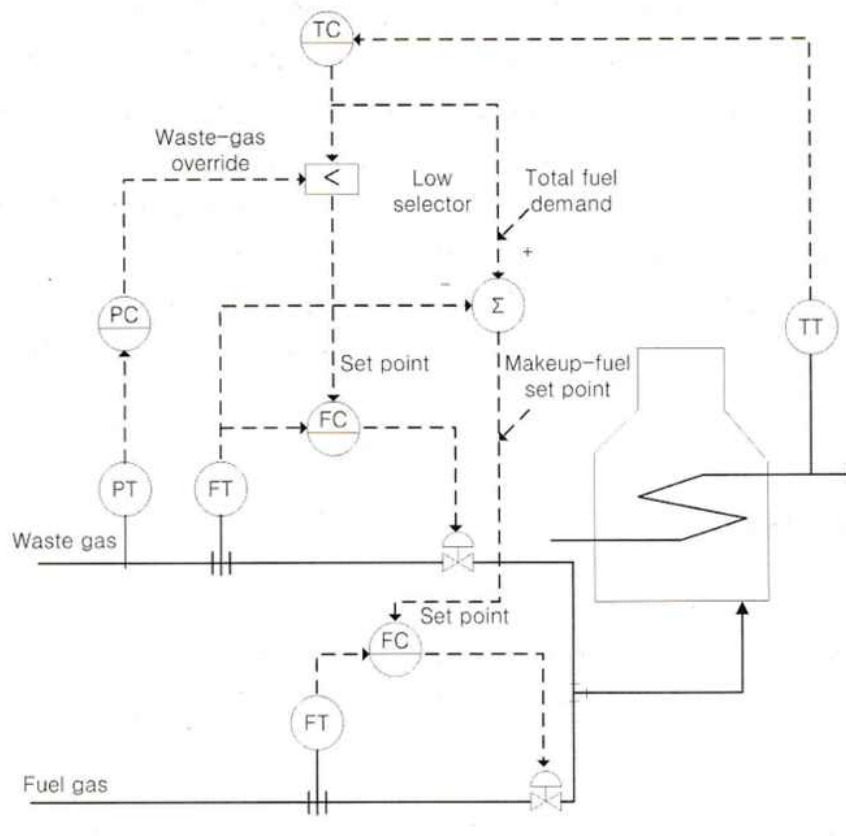 TC
Waste-gas
override
<
Low
selector
Total fuel
demand
+
-
Σ
PC
TT
Set point
Makeup-fuel
set point
FC
PT
FT
Waste gas
Set point
FC
FT
Fuel gas